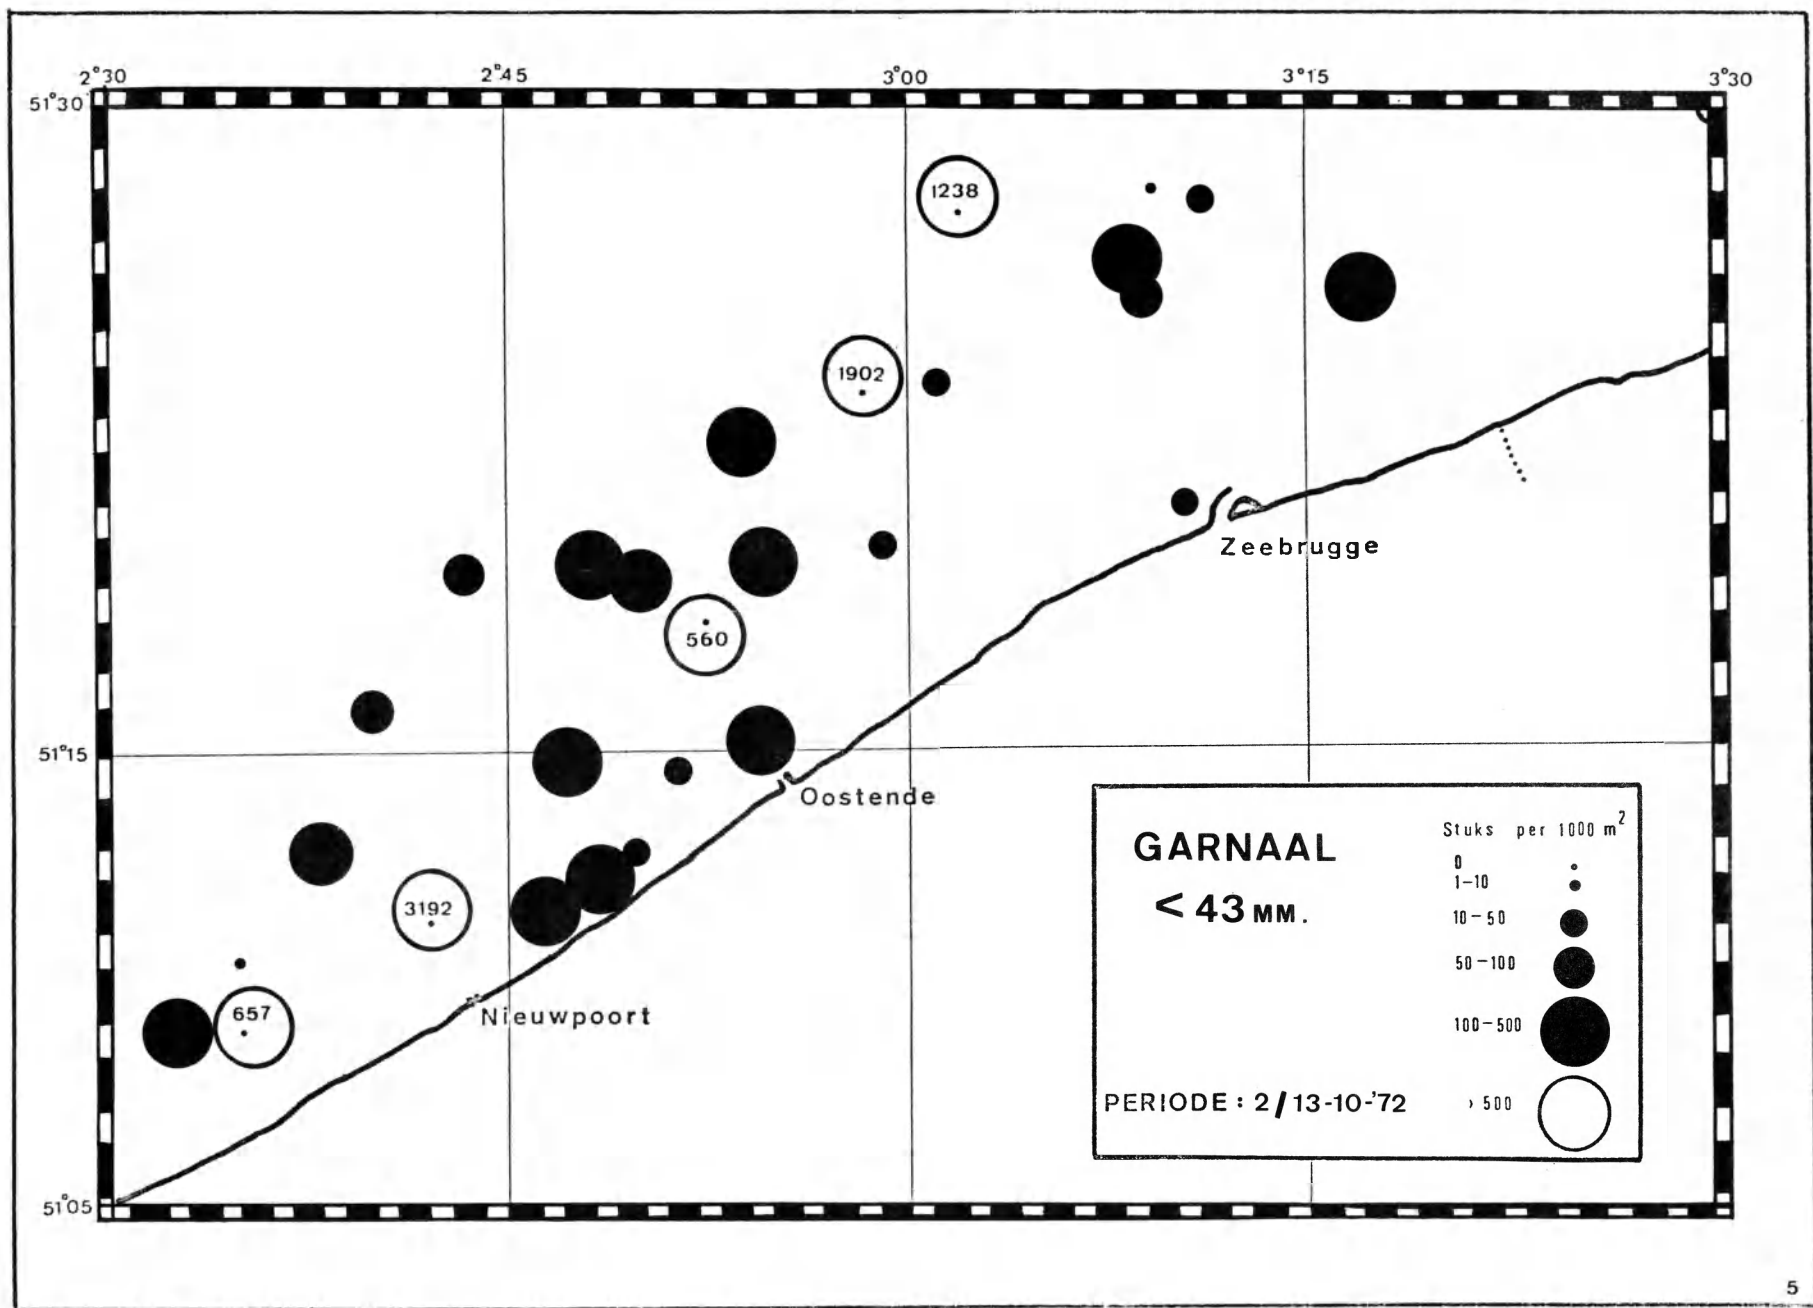 2°30 2°45 3°00 3°15 3°30
51°30
1238
1902
Zeebrugge
560
51°15
Oostende
3192
657
Nieuwpoort
51°05
GARNAAL
< 43 MM.
Stuks per 1000 m²
0
1-10
10-50
50-100
100-500
PERIODE : 2/13-10-'72
> 500
5